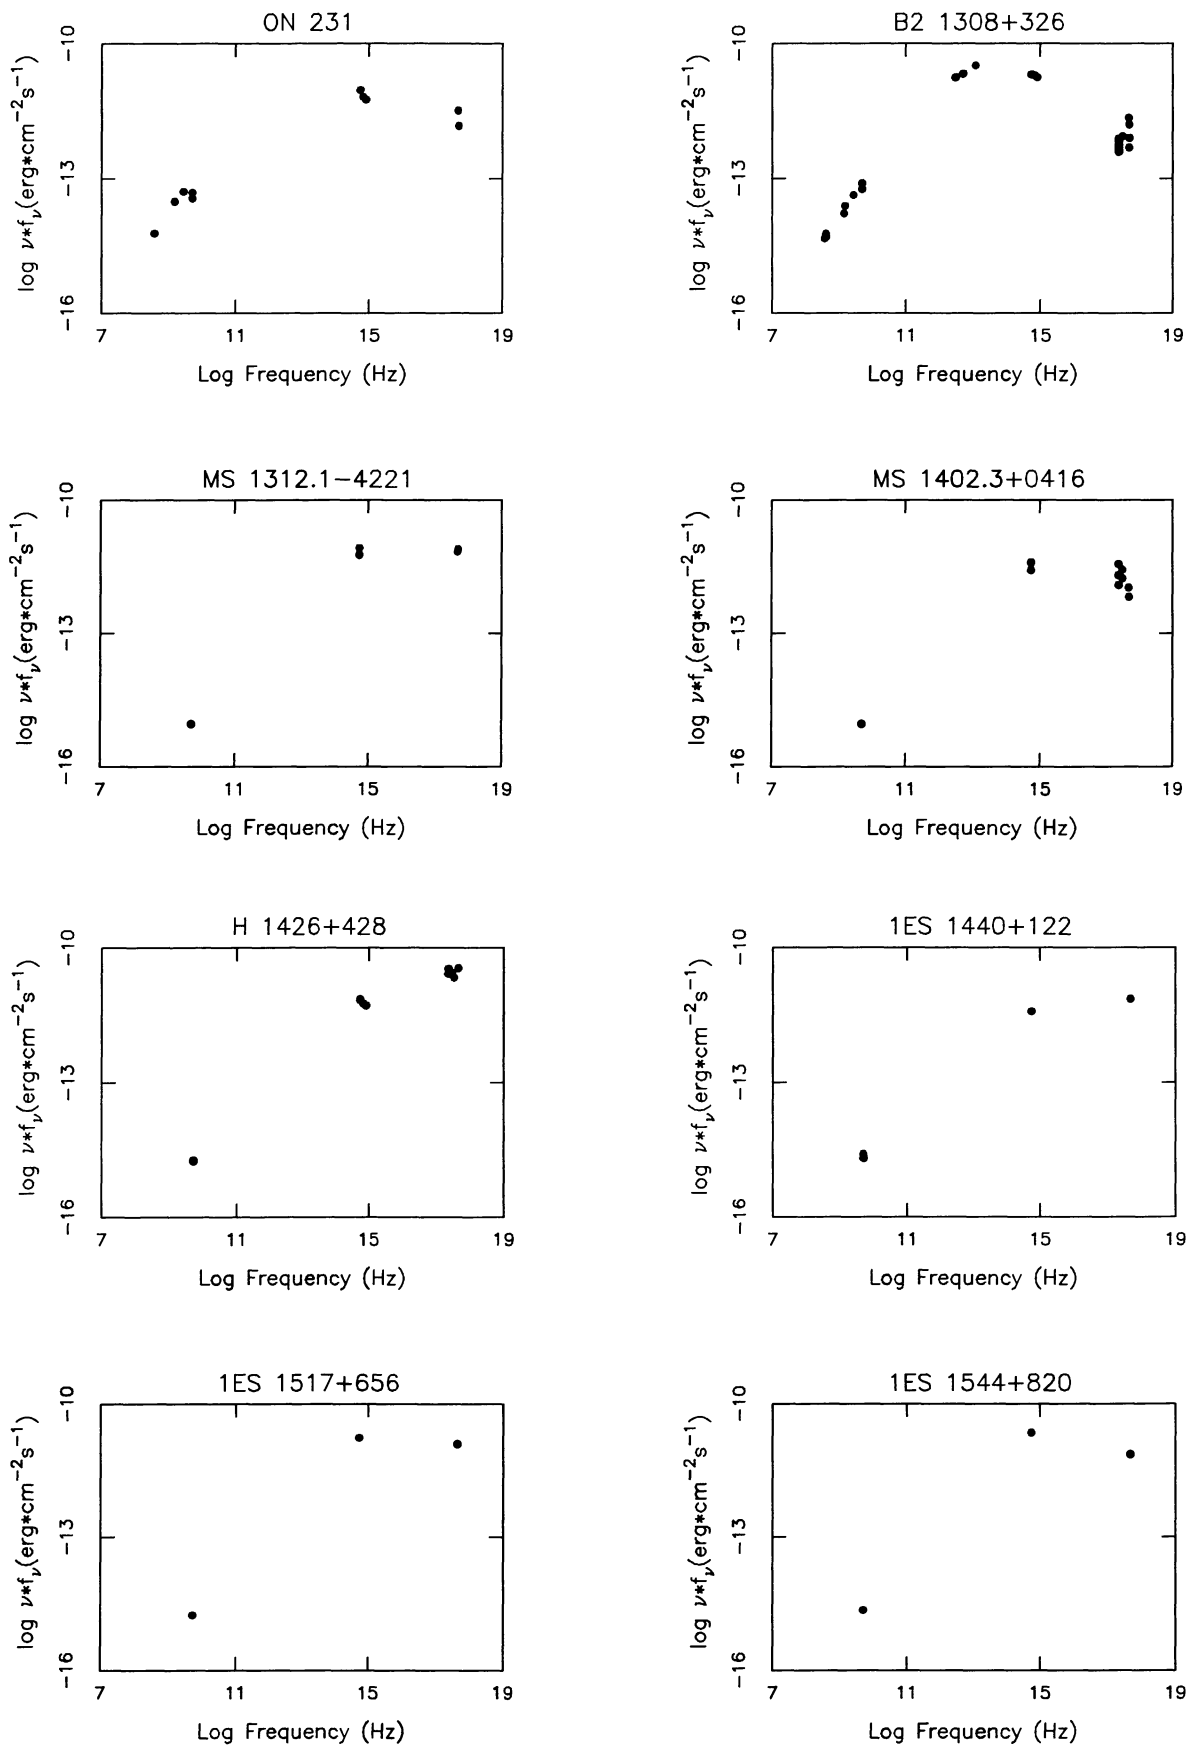 ON 231
B2 1308+326
log ν*f_ν(erg*cm^−2s^−1)
−10
−13
−16
7 11 15 19
Log Frequency (Hz)
log ν*f_ν(erg*cm^−2s^−1)
−10
−13
−16
7 11 15 19
Log Frequency (Hz)
MS 1312.1−4221
MS 1402.3+0416
log ν*f_ν(erg*cm^−2s^−1)
−10
−13
−16
7 11 15 19
Log Frequency (Hz)
log ν*f_ν(erg*cm^−2s^−1)
−10
−13
−16
7 11 15 19
Log Frequency (Hz)
H 1426+428
1ES 1440+122
log ν*f_ν(erg*cm^−2s^−1)
−10
−13
−16
7 11 15 19
Log Frequency (Hz)
log ν*f_ν(erg*cm^−2s^−1)
−10
−13
−16
7 11 15 19
Log Frequency (Hz)
1ES 1517+656
1ES 1544+820
log ν*f_ν(erg*cm^−2s^−1)
−10
−13
−16
7 11 15 19
Log Frequency (Hz)
log ν*f_ν(erg*cm^−2s^−1)
−10
−13
−16
7 11 15 19
Log Frequency (Hz)